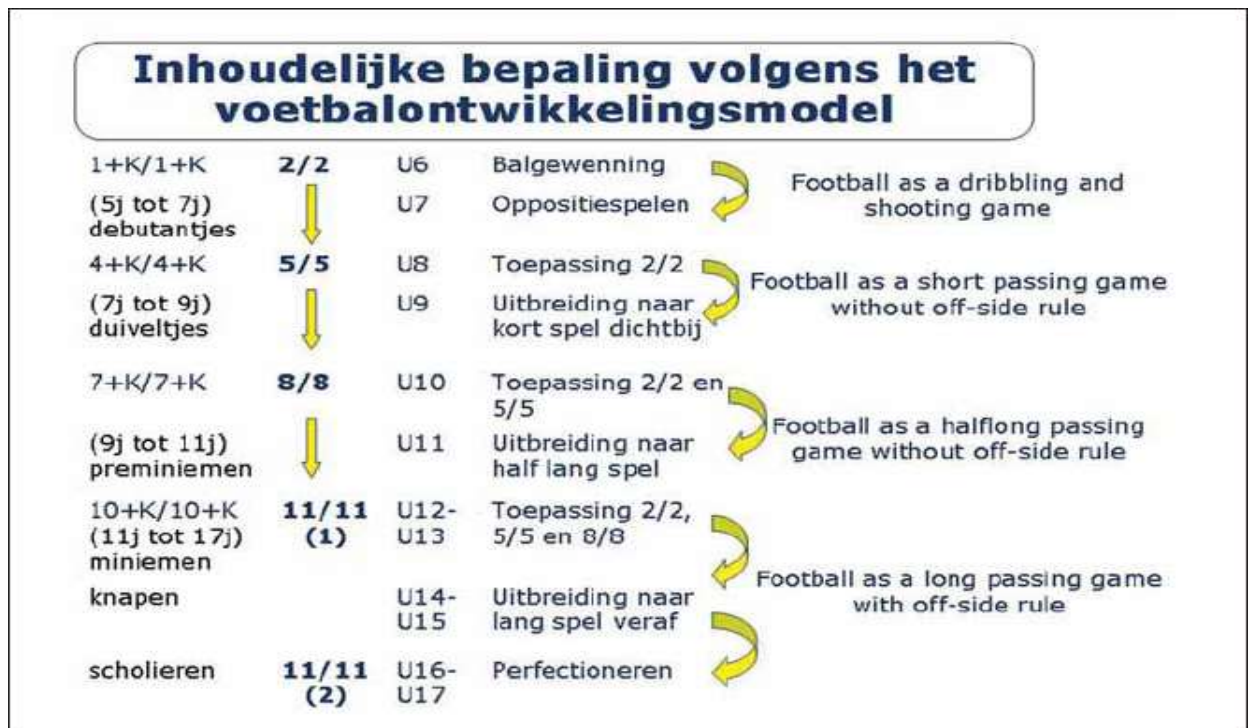 Inhoudelijke bepaling volgens het
voetbalontwikkelingsmodel
1+K/1+K 2/2 U6 Balgewenning
(5j tot 7j) U7 Oppositiespelen
debutantjes
Football as a dribbling and
shooting game
4+K/4+K 5/5 U8 Toepassing 2/2
(7j tot 9j) U9 Uitbreiding naar
duiveltjes kort spel dichtbij
Football as a short passing game
without off-side rule
7+K/7+K 8/8 U10 Toepassing 2/2 en
5/5
(9j tot 11j) U11 Uitbreiding naar
preminiemen half lang spel
Football as a halflong passing
game without off-side rule
10+K/10+K 11/11 U12- Toepassing 2/2,
(11j tot 17j) (1) U13 5/5 en 8/8
miniemen
knapen U14- Uitbreiding naar
U15 lang spel veraf
Football as a long passing game
with off-side rule
scholieren 11/11 U16- Perfectioneren
(2) U17